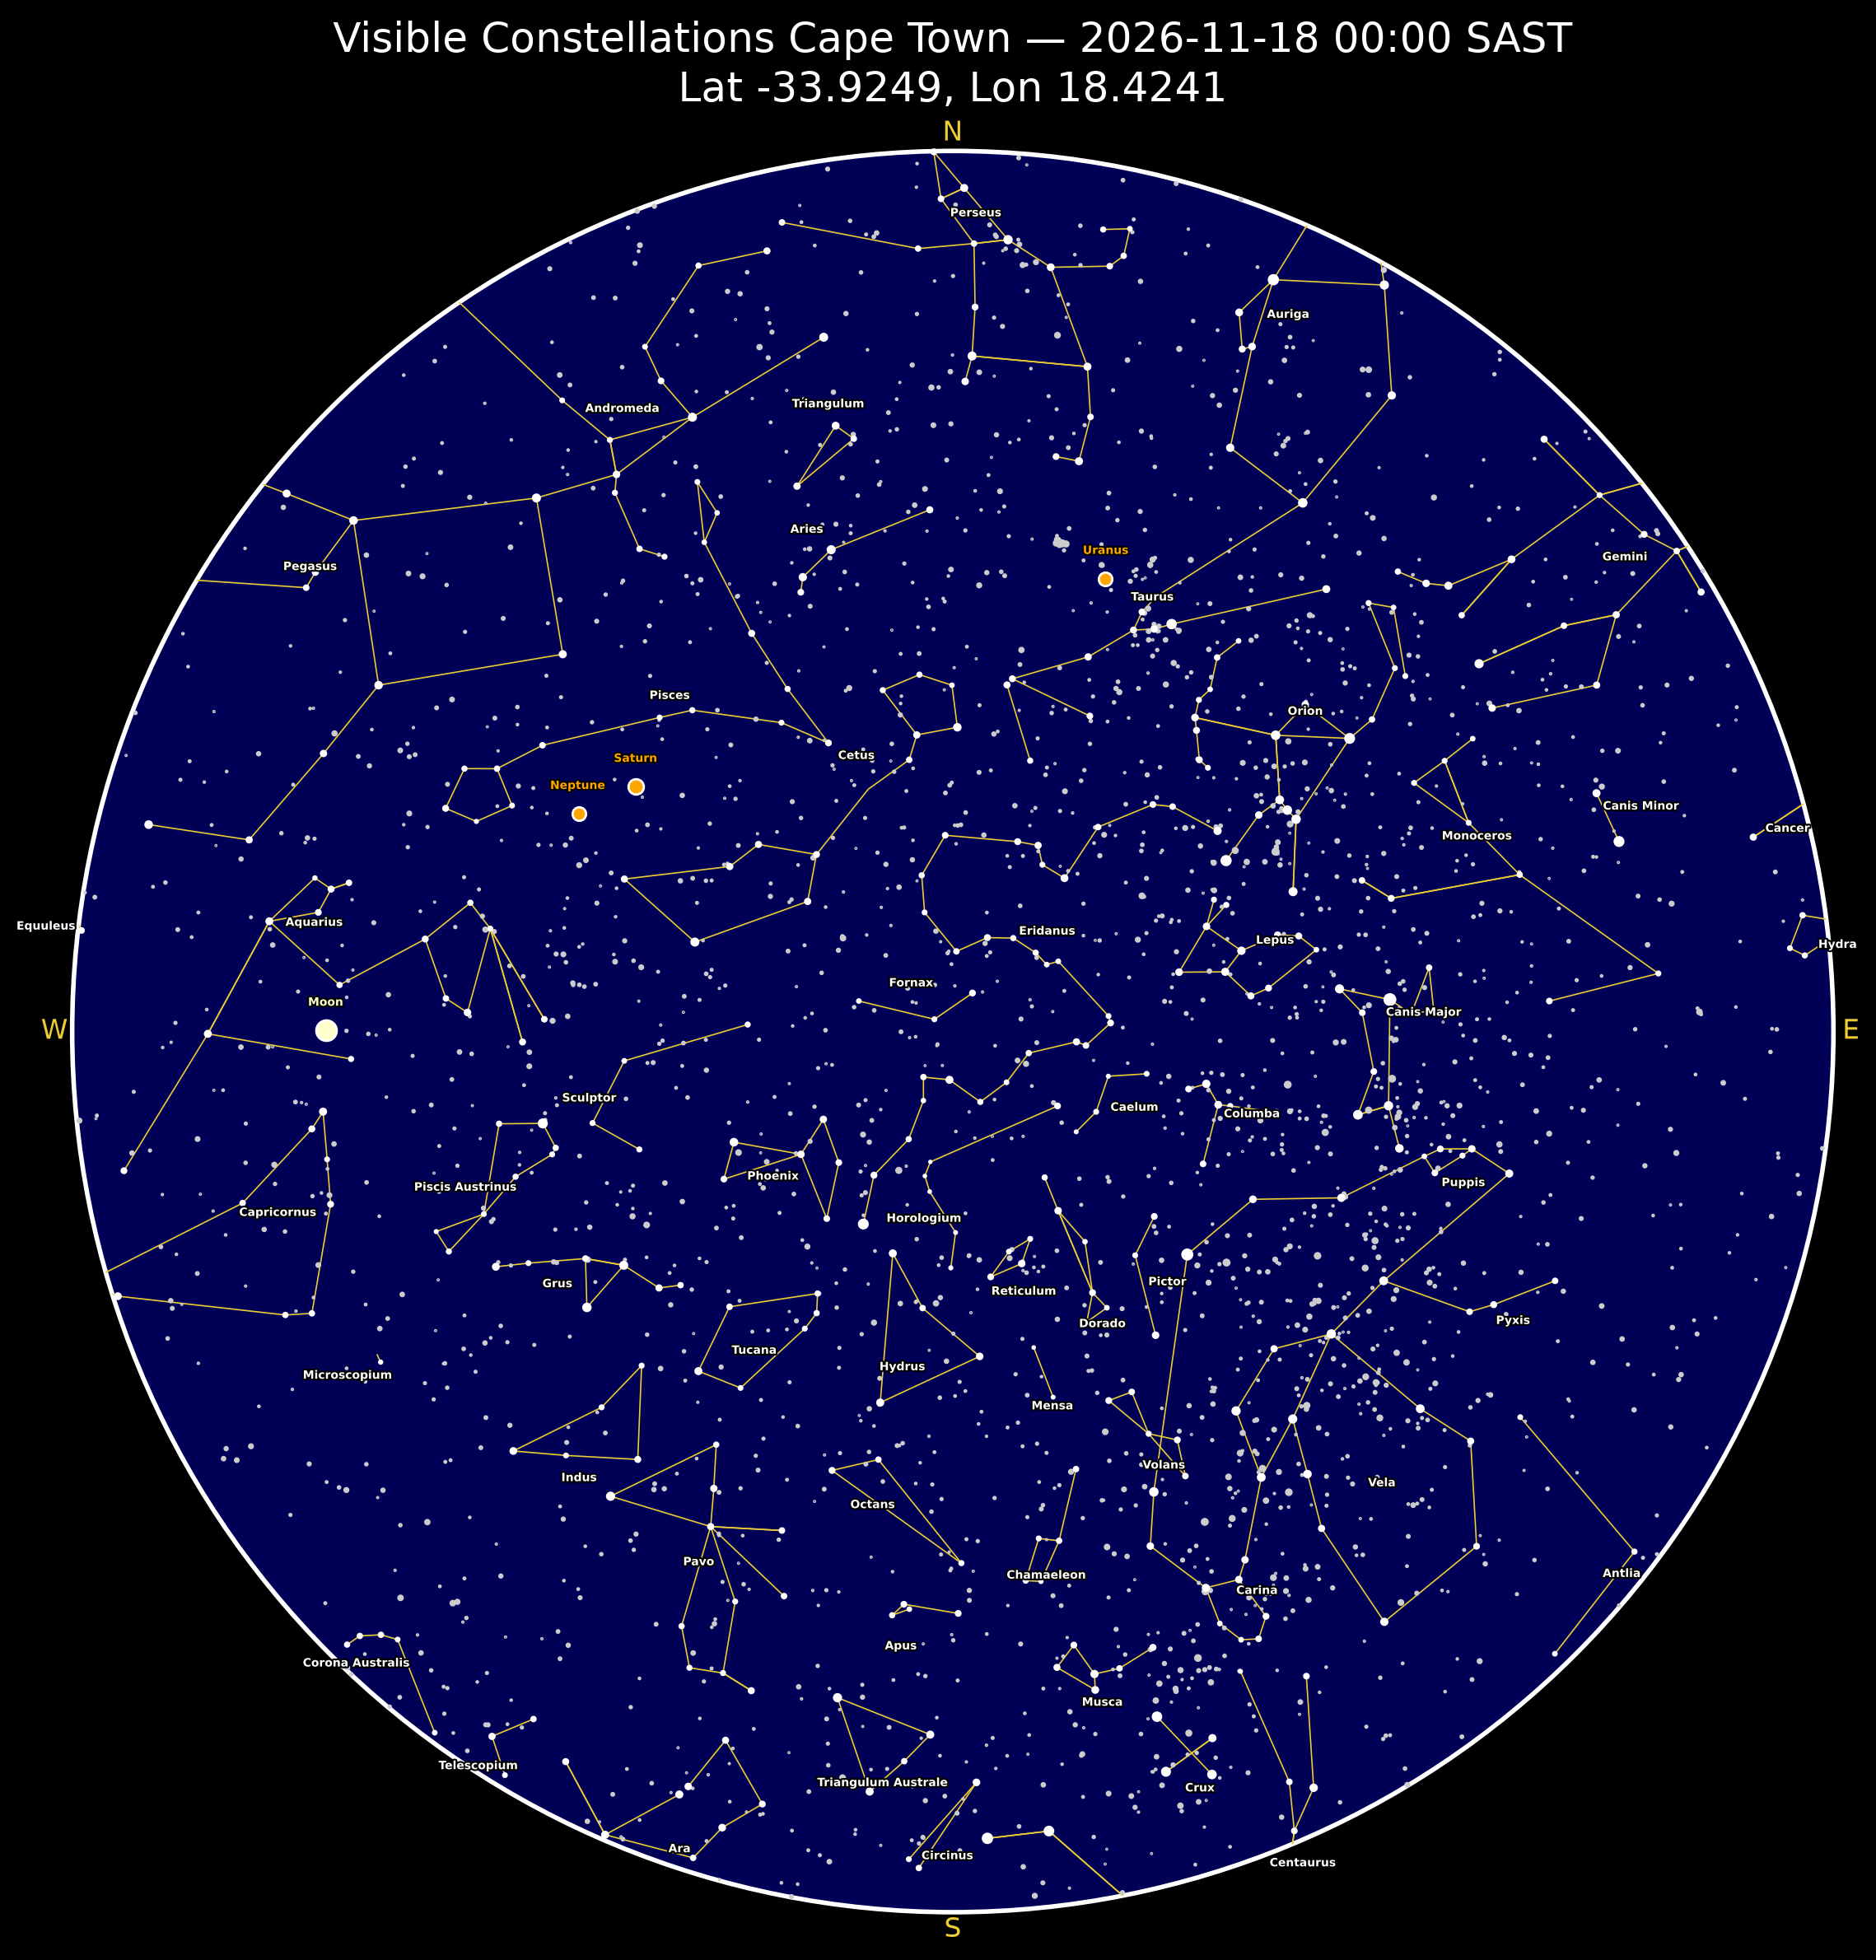 Visible Constellations Cape Town — 2026-11-18 00:00 SAST
Lat -33.9249, Lon 18.4241
N
Perseus
Auriga
Triangulum
Andromeda
Aries
Uranus
Gemini
Pegasus
Taurus
Pisces
Orion
Cetus
Saturn
Neptune
Canis Minor
Cancer
Monoceros
Equuleus
Aquarius
Eridanus
Lepus
Hydra
Fornax
Moon
Canis Major
W
E
Sculptor
Caelum
Columba
Phoenix
Puppis
Piscis Austrinus
Capricornus
Horologium
Grus
Pictor
Reticulum
Dorado
Pyxis
Tucana
Hydrus
Microscopium
Mensa
Volans
Indus
Vela
Octans
Pavo
Chamaeleon
Antlia
Carina
Apus
Corona Australis
Musca
Telescopium
Triangulum Australe
Crux
Ara
Circinus
Centaurus
S